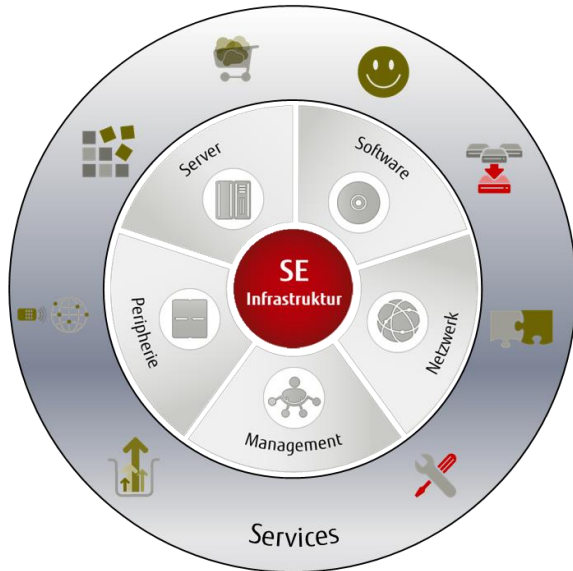 Server
Software
SE
Infrastruktur
Peripherie
Netzwerk
Management
Services